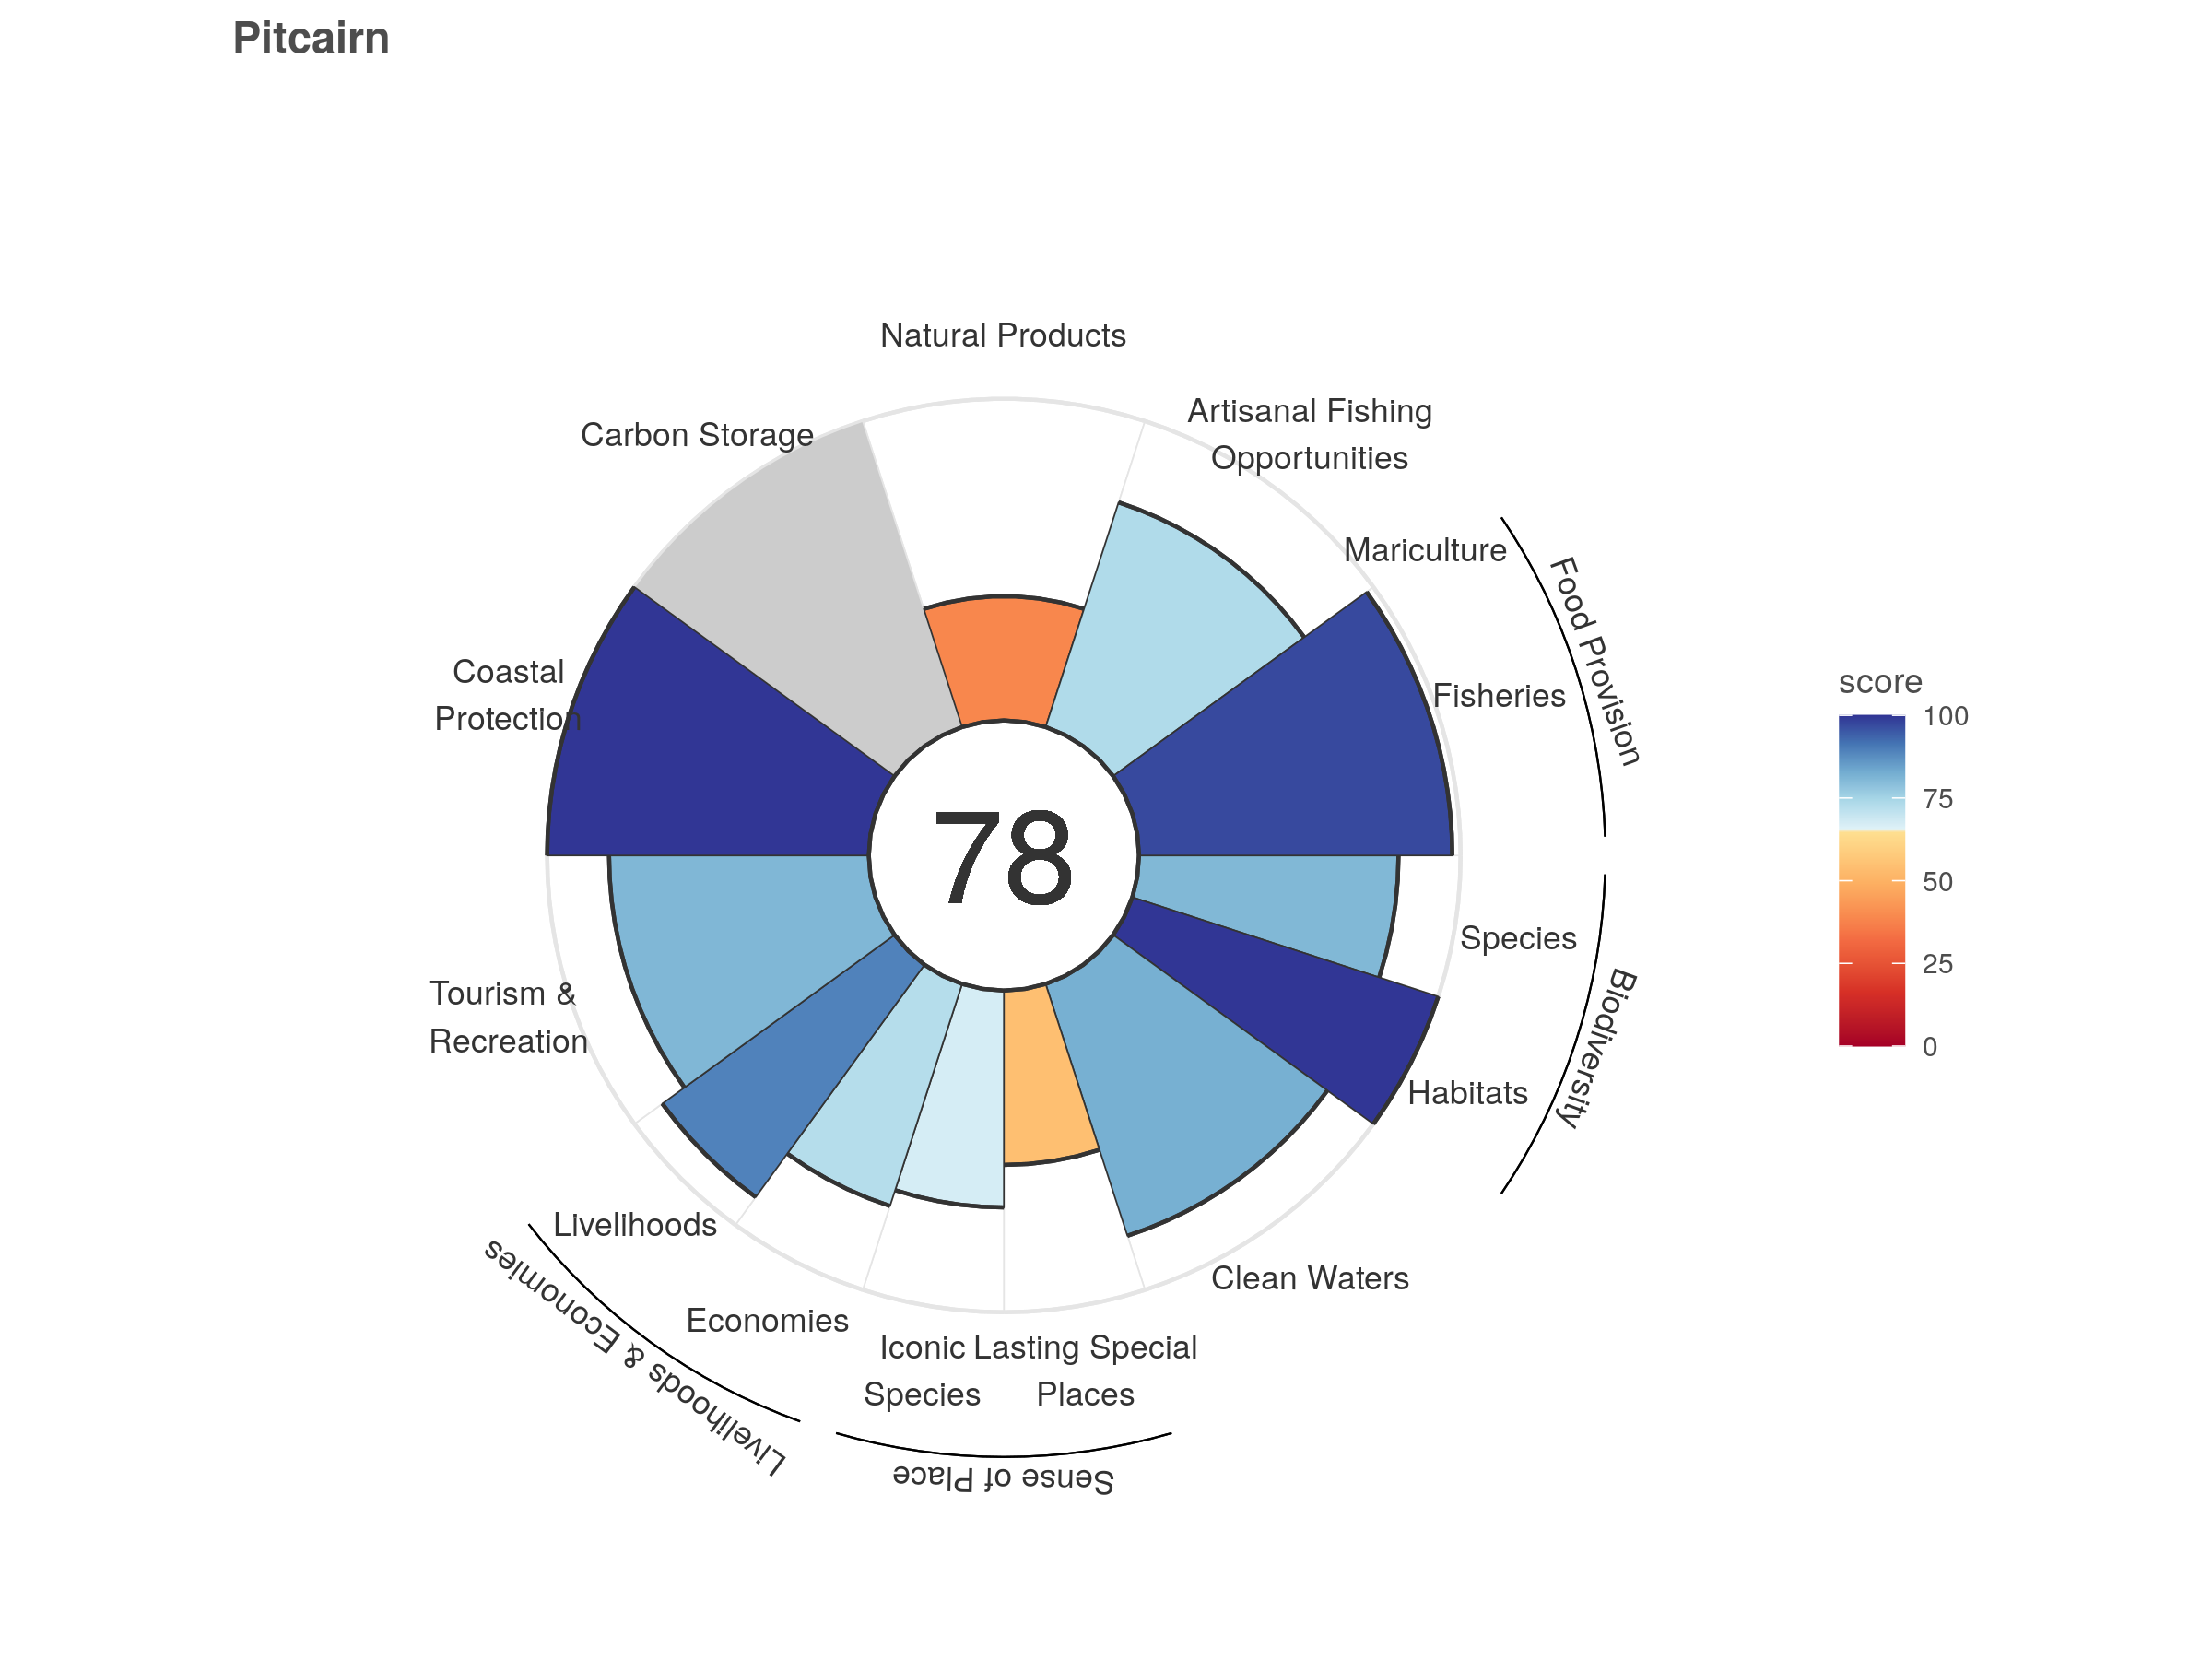 Pitcairn
Natural Products
Artisanal Fishing
Opportunities
Carbon Storage
Mariculture
Food Provision
Coastal
Protection
Fisheries
score
100
75
50
25
0
78
Species
Biodiversity
Tourism &
Recreation
Habitats
Livelihoods
Livelihoods & Economies
Clean Waters
Economies
Iconic
Species
Lasting Special
Places
Sense of Place